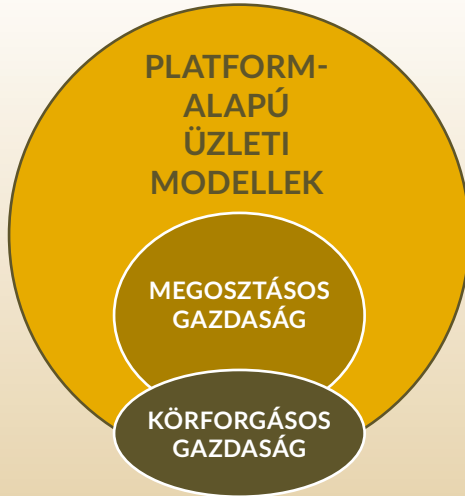 PLATFORM-
ALAPÚ
ÜZLETI
MODELLEK
MEGOSZTÁSOS
GAZDASÁG
KÖRFORGÁSOS
GAZDASÁG